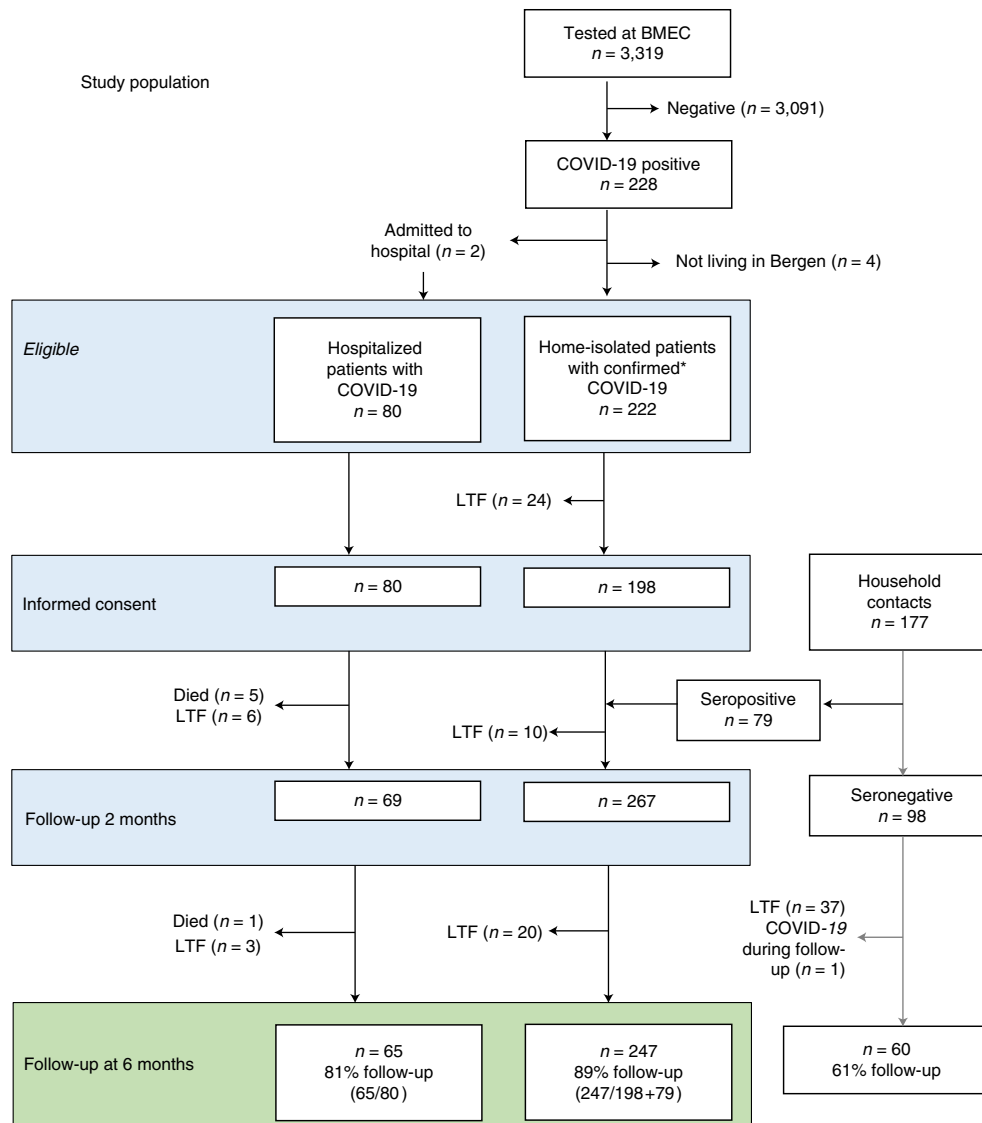 Tested at BMEC
n = 3,319
Study population
Negative (n = 3,091)
COVID-19 positive
n = 228
Admitted to
hospital (n = 2)
Not living in Bergen (n = 4)
Eligible
Hospitalized
patients with
COVID-19
n = 80
Home-isolated patients
with confirmed*
COVID-19
n = 222
LTF (n = 24)
Informed consent
n = 80
n = 198
Household
contacts
n = 177
Died (n = 5)
LTF (n = 6)
LTF (n = 10)
Seropositive
n = 79
Follow-up 2 months
n = 69
n = 267
Seronegative
n = 98
Died (n = 1)
LTF (n = 3)
LTF (n = 20)
LTF (n = 37)
COVID-19
during follow-
up (n = 1)
Follow-up at 6 months
n = 65
81% follow-up
(65/80)
n = 247
89% follow-up
(247/198+79)
n = 60
61% follow-up